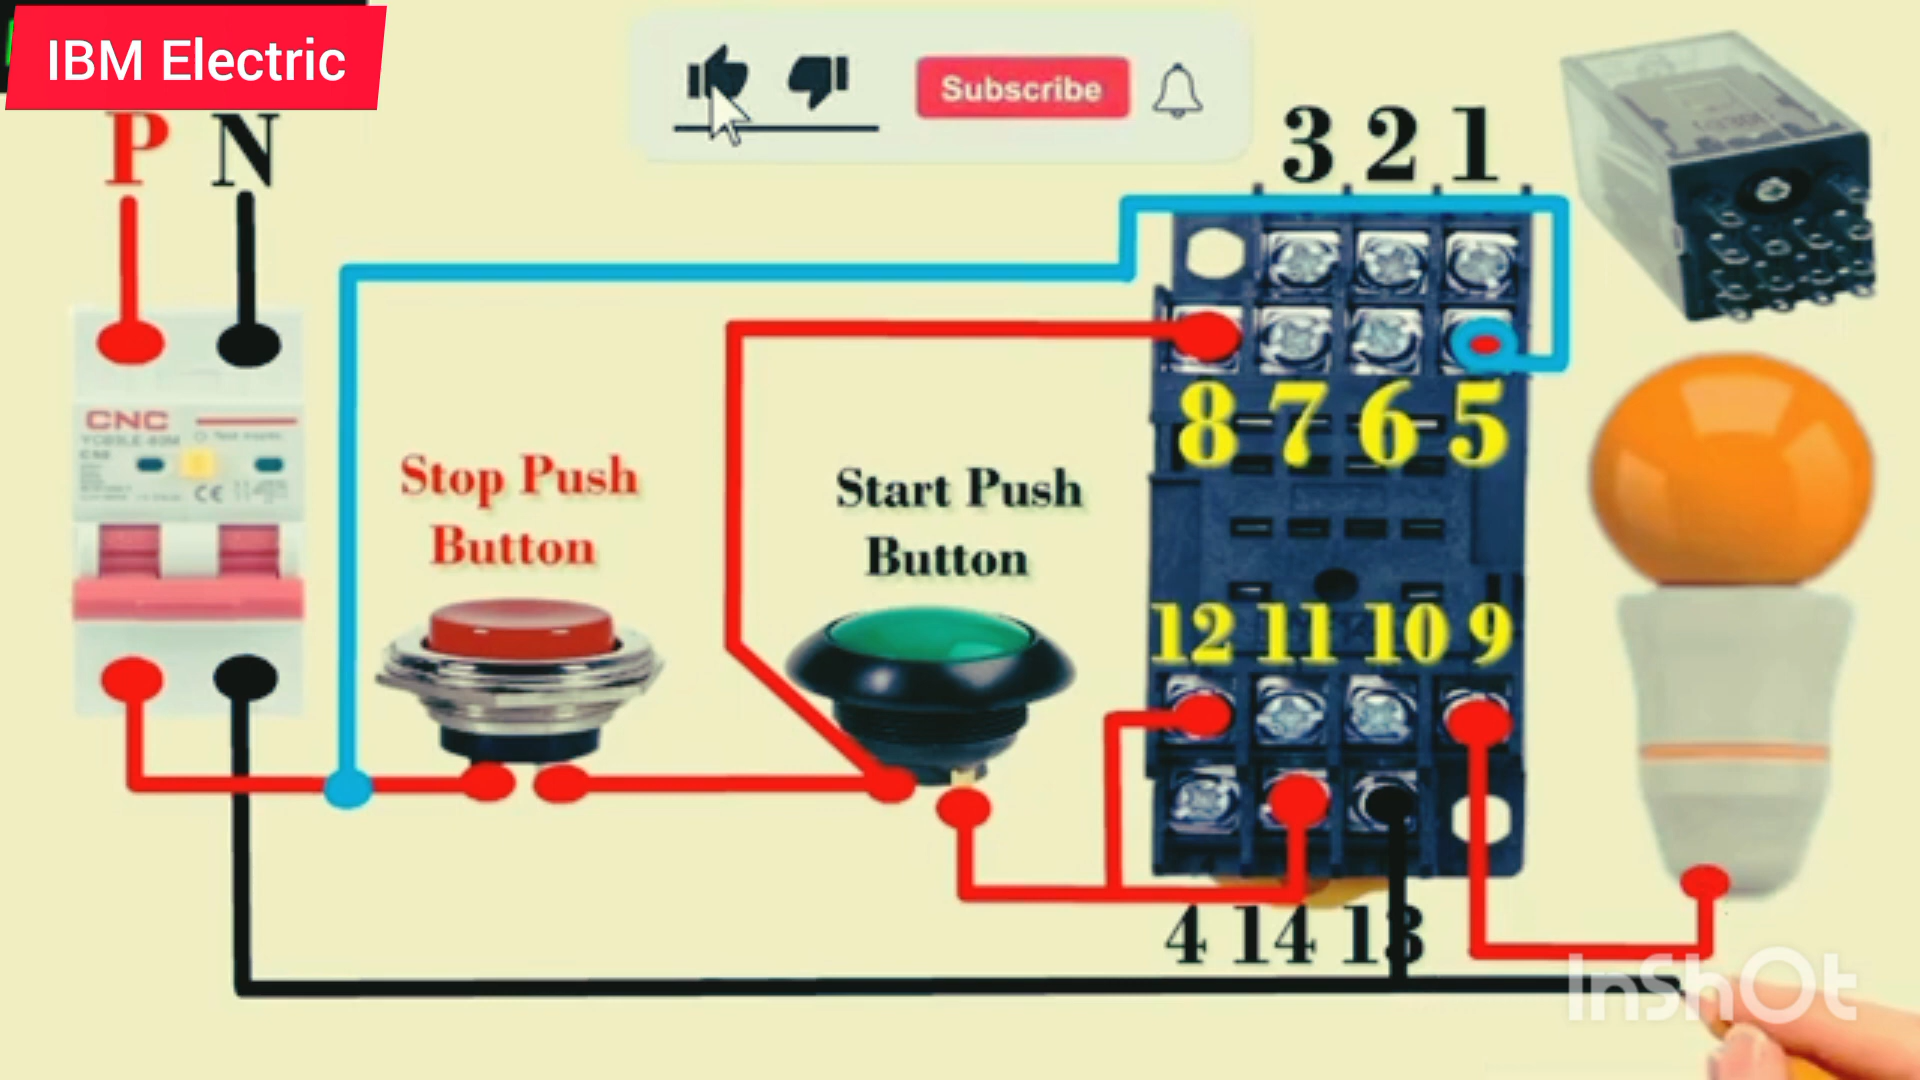 IBM Electric
Subscribe
P N
3 2 1
CNC
8 7 6 5
Stop Push
Button
Start Push
Button
12 11 10 9
4 14 13
InShOt